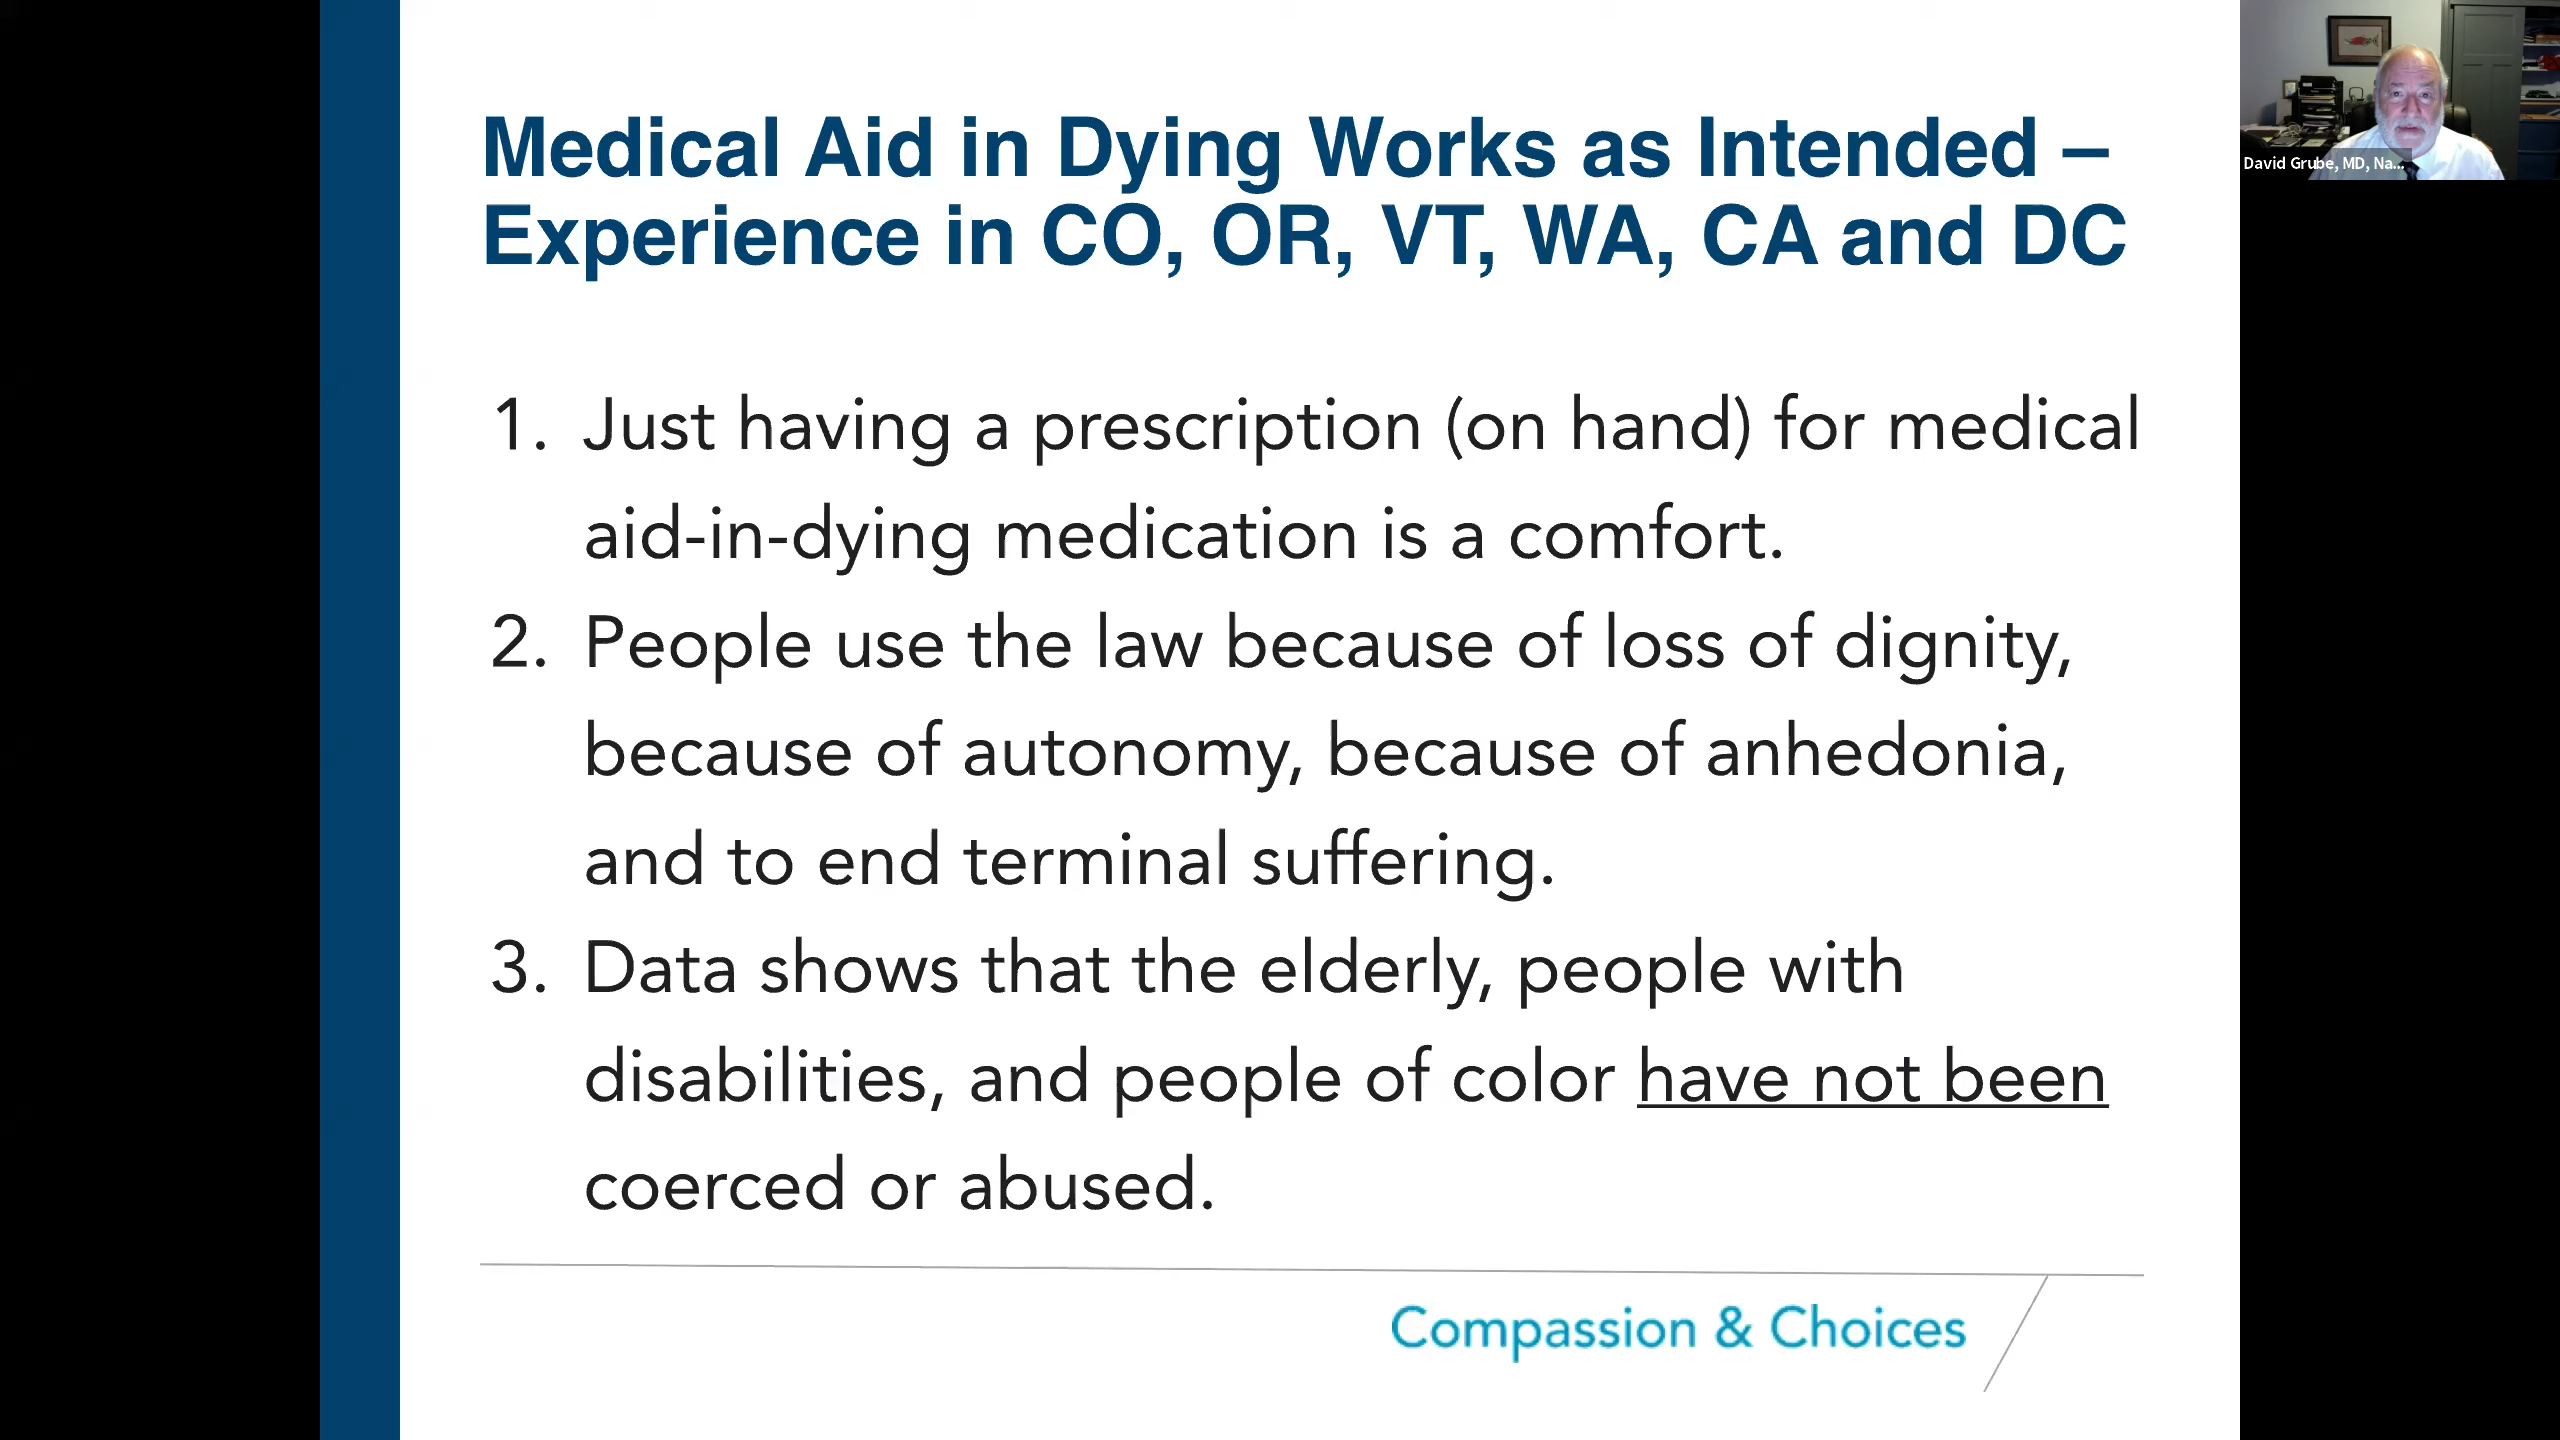 Medical Aid in Dying Works as Intended –
Experience in CO, OR, VT, WA, CA and DC
1. Just having a prescription (on hand) for medical
aid-in-dying medication is a comfort.
2. People use the law because of loss of dignity,
because of autonomy, because of anhedonia,
and to end terminal suffering.
3. Data shows that the elderly, people with
disabilities, and people of color have not been
coerced or abused.
Compassion & Choices
David Grube, MD, Na...